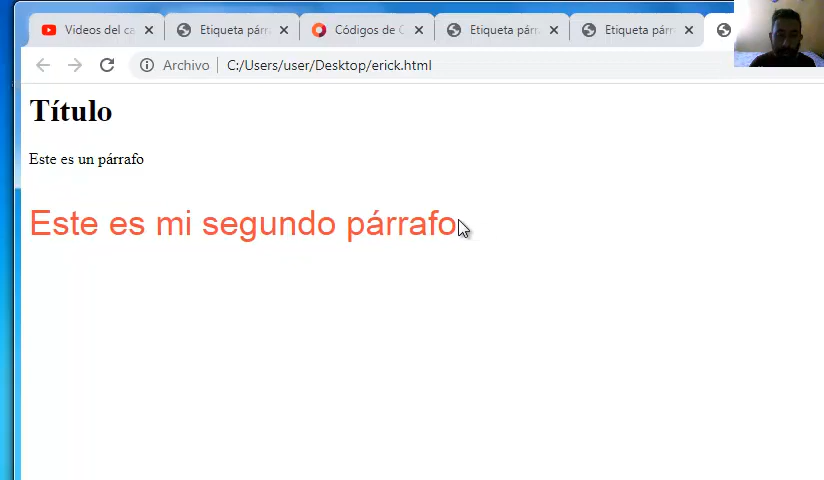 Videos del ca
Etiqueta párr
Códigos de C
Etiqueta párr
Etiqueta párr
Archivo
C:/Users/user/Desktop/erick.html
Título
Este es un párrafo
Este es mi segundo párrafo